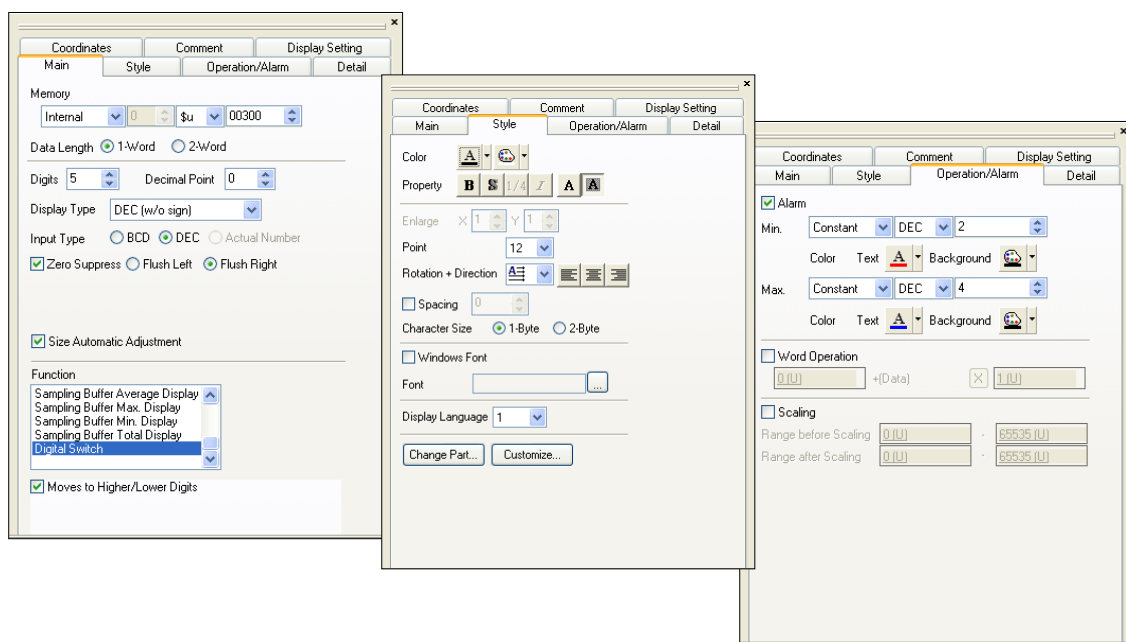 Coordinates Comment Display Setting
Main Style Operation/Alarm Detail
Memory
Internal 0 $u 00300
Data Length 1-Word 2-Word
Digits 5 Decimal Point 0
Display Type DEC (w/o sign)
Input Type BCD DEC Actual Number
Zero Suppress Flush Left Flush Right
Size Automatic Adjustment
Function
Sampling Buffer Average Display
Sampling Buffer Max. Display
Sampling Buffer Min. Display
Sampling Buffer Total Display
Digital Switch
Moves to Higher/Lower Digits
Coordinates Comment Display Setting
Main Style Operation/Alarm Detail
Color A
Property B S 1/4 I A A
Enlarge X 1 Y 1
Point 12
Rotation + Direction A
Spacing 0
Character Size 1-Byte 2-Byte
Windows Font
Font ...
Display Language 1
Change Part... Customize...
Coordinates Comment Display Setting
Main Style Operation/Alarm Detail
Alarm
Min. Constant DEC 2
Color Text A Background
Max. Constant DEC 4
Color Text A Background
Word Operation
0 (U) +(Data) X 1 (U)
Scaling
Range before Scaling 0 (U) - 65535 (U)
Range after Scaling 0 (U) - 65535 (U)